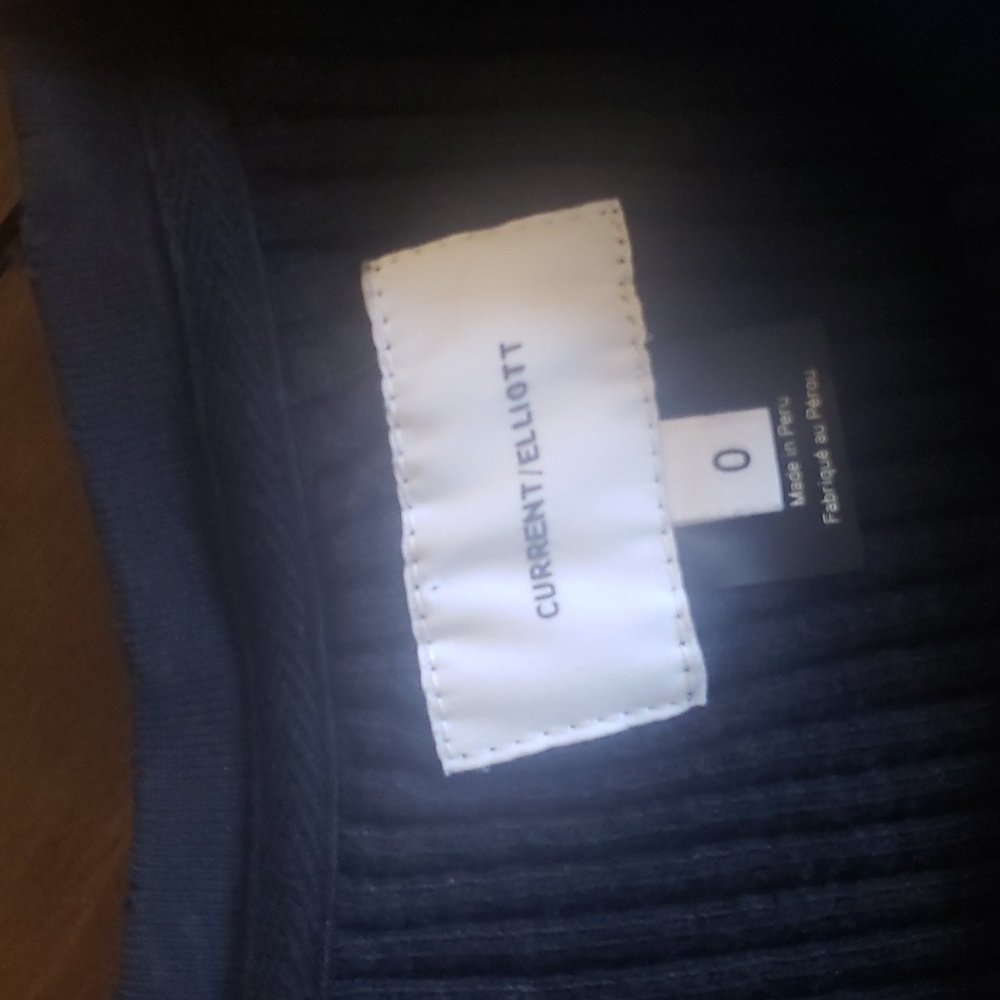 CURRENT/ELLIOTT
0
Made in Peru
Fabriqué au Pérou